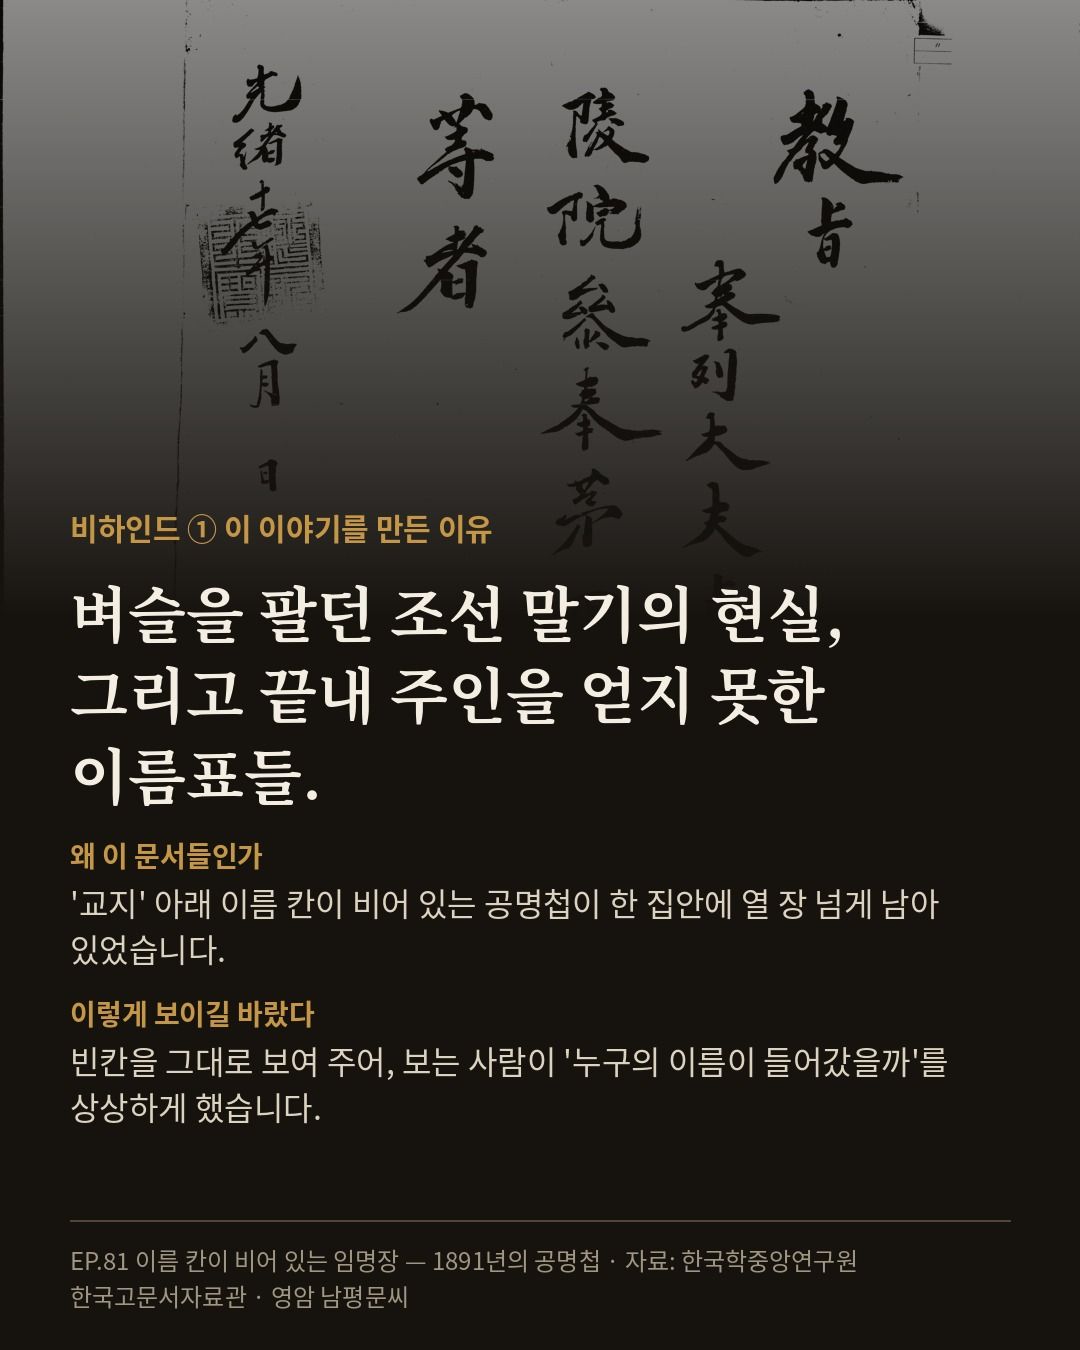 教旨
寡列大夫
陵院叅奉等
等者
光緖十七年八月 日
비하인드 ① 이 이야기를 만든 이유
벼슬을 팔던 조선 말기의 현실,
그리고 끝내 주인을 얻지 못한
이름표들.
왜 이 문서들인가
'교지' 아래 이름 칸이 비어 있는 공명첩이 한 집안에 열 장 넘게 남아
있었습니다.
이렇게 보이길 바랐다
빈칸을 그대로 보여 주어, 보는 사람이 '누구의 이름이 들어갔을까'를
상상하게 했습니다.
EP.81 이름 칸이 비어 있는 임명장 — 1891년의 공명첩 · 자료: 한국학중앙연구원
한국고문서자료관 · 영암 남평문씨